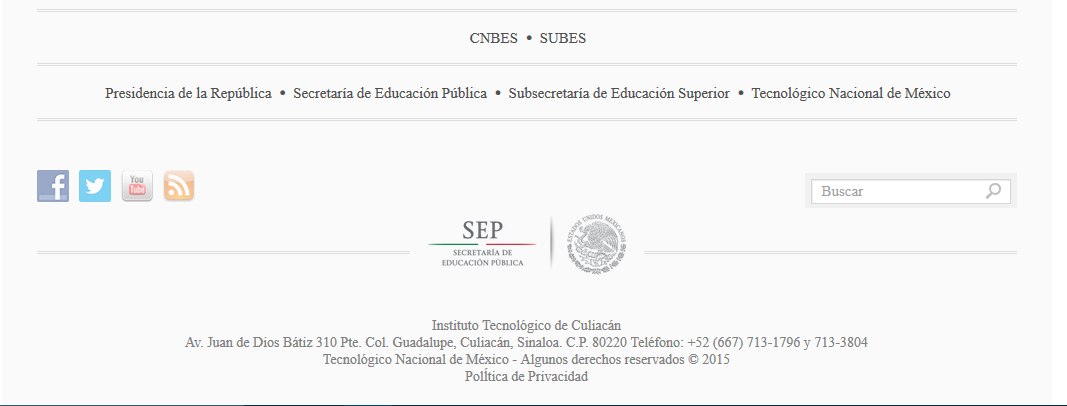 CNBES • SUBES
Presidencia de la República • Secretaría de Educación Pública • Subsecretaría de Educación Superior • Tecnológico Nacional de México
You
Tube
Buscar
SEP
SECRETARÍA DE
EDUCACIÓN PÚBLICA
ESTADOS UNIDOS MEXICANOS
Instituto Tecnológico de Culiacán
Av. Juan de Dios Bátiz 310 Pte. Col. Guadalupe, Culiacán, Sinaloa. C.P. 80220 Teléfono: +52 (667) 713-1796 y 713-3804
Tecnológico Nacional de México - Algunos derechos reservados © 2015
PolÍtica de Privacidad